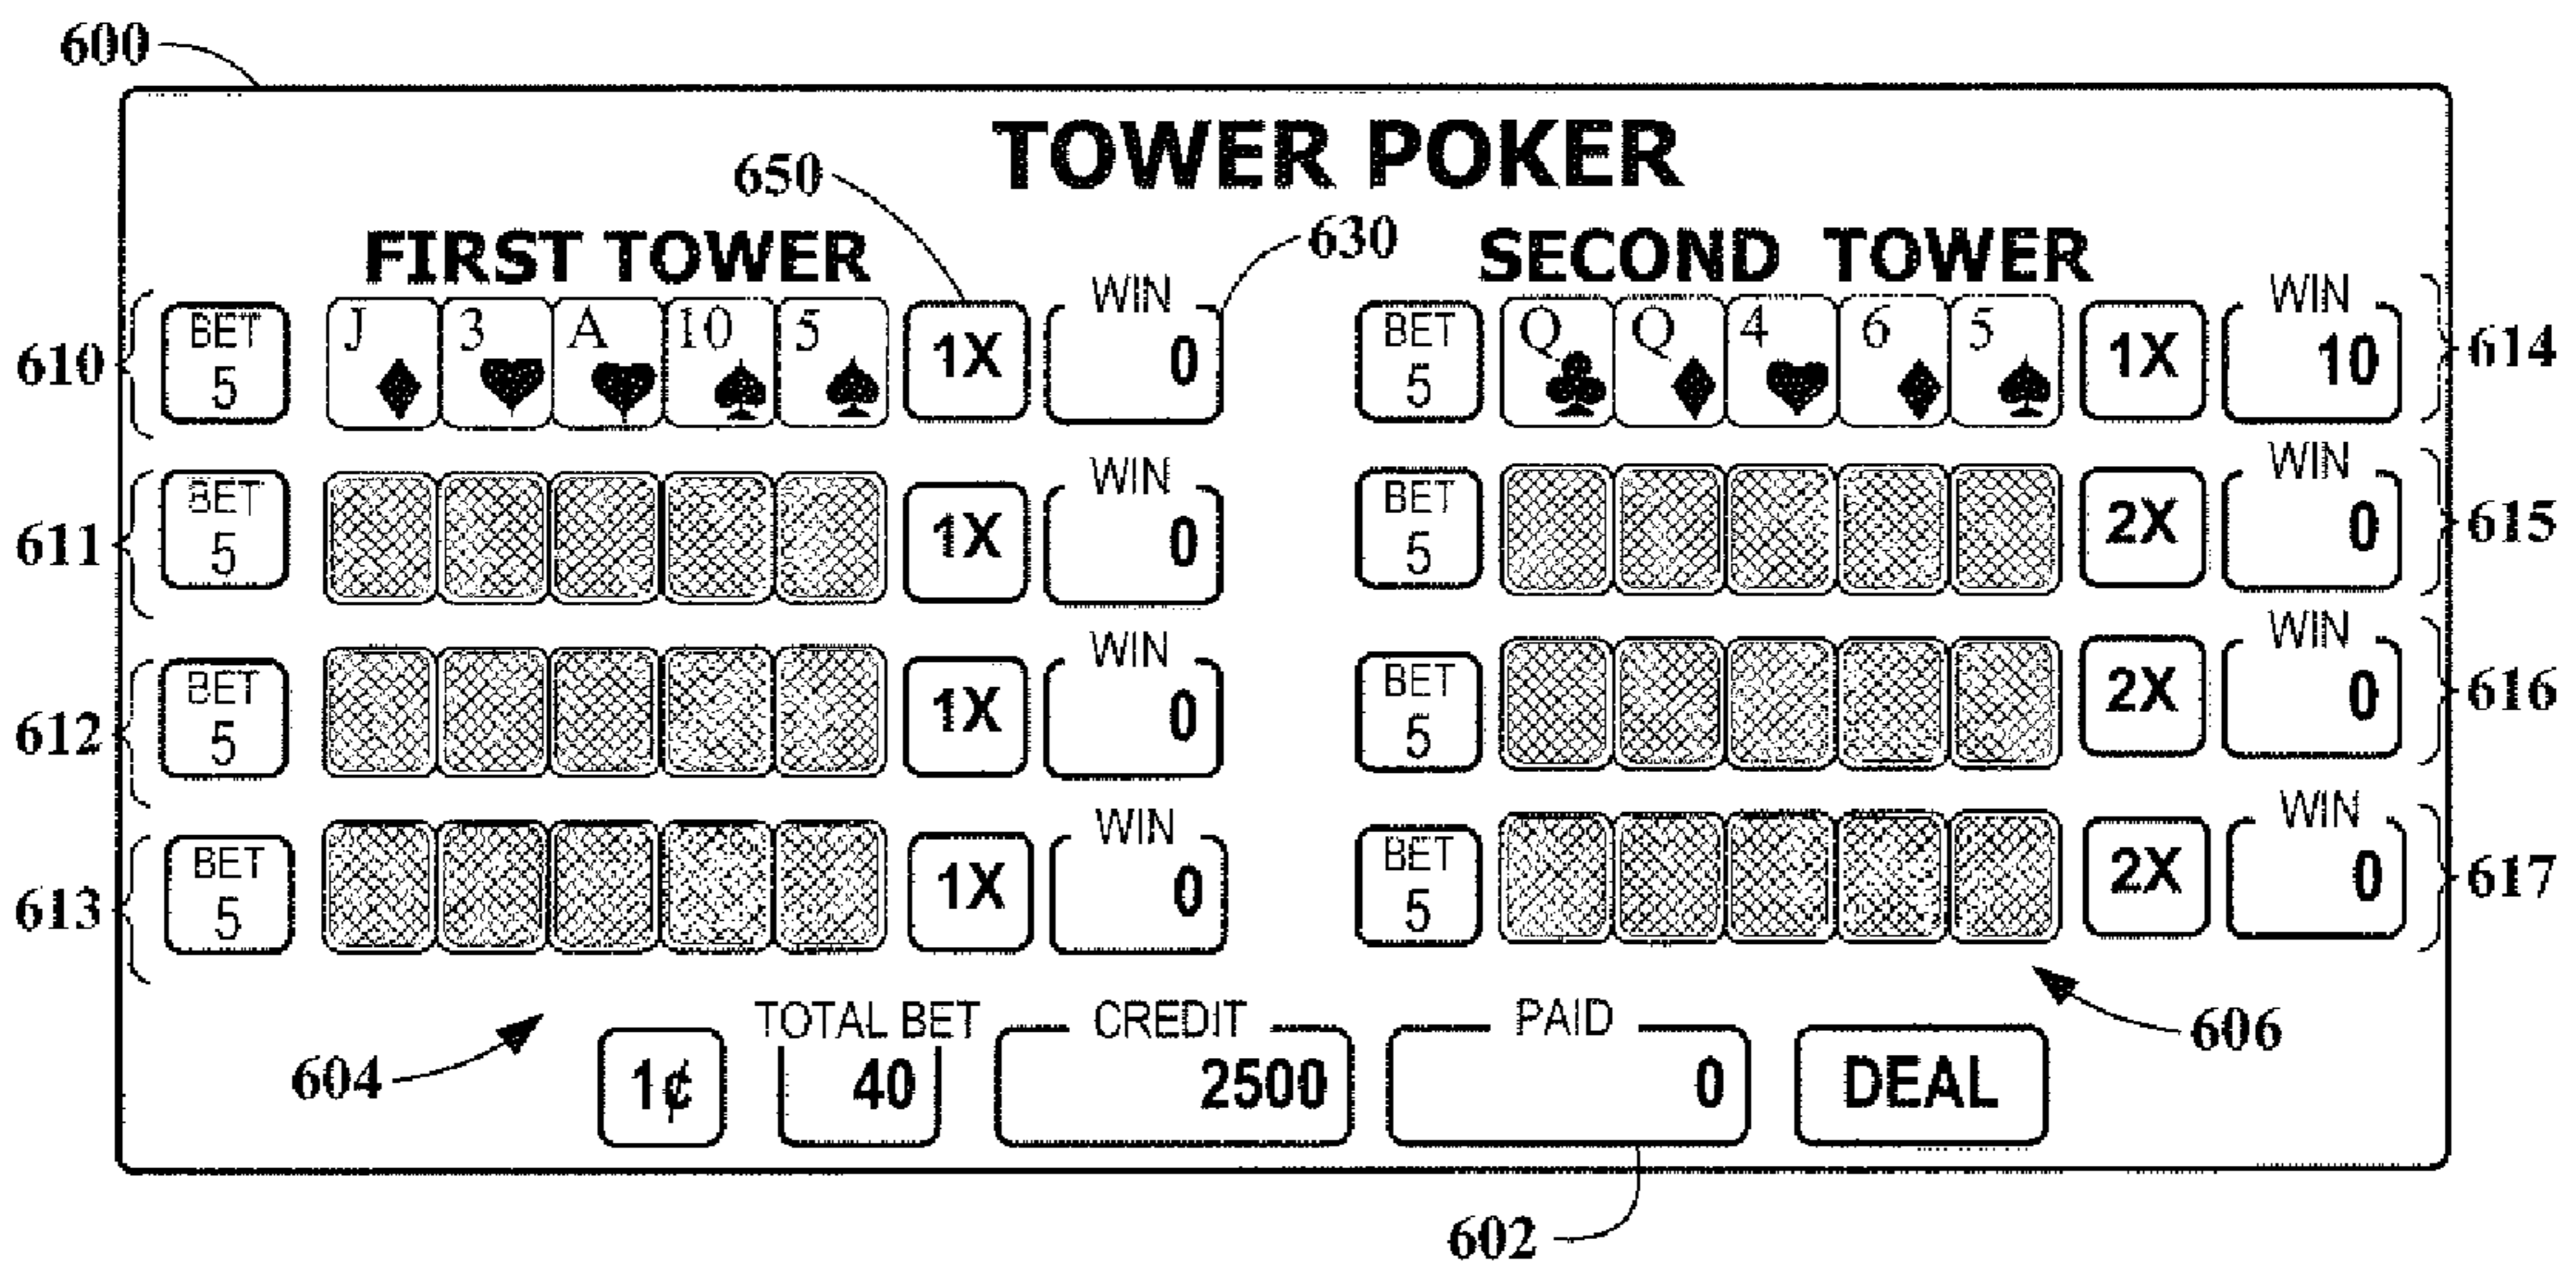 600
TOWER POKER
650
630
FIRST TOWER
SECOND TOWER
610 BET 5 J 3 A 10 5 1X WIN 0 BET 5 Q Q 4 6 5 1X WIN 10 614
611 BET 5 1X WIN 0 BET 5 2X WIN 0 615
612 BET 5 1X WIN 0 BET 5 2X WIN 0 616
613 BET 5 1X WIN 0 BET 5 2X WIN 0 617
604
606
1¢ TOTAL BET 40 CREDIT 2500 PAID 0 DEAL
602